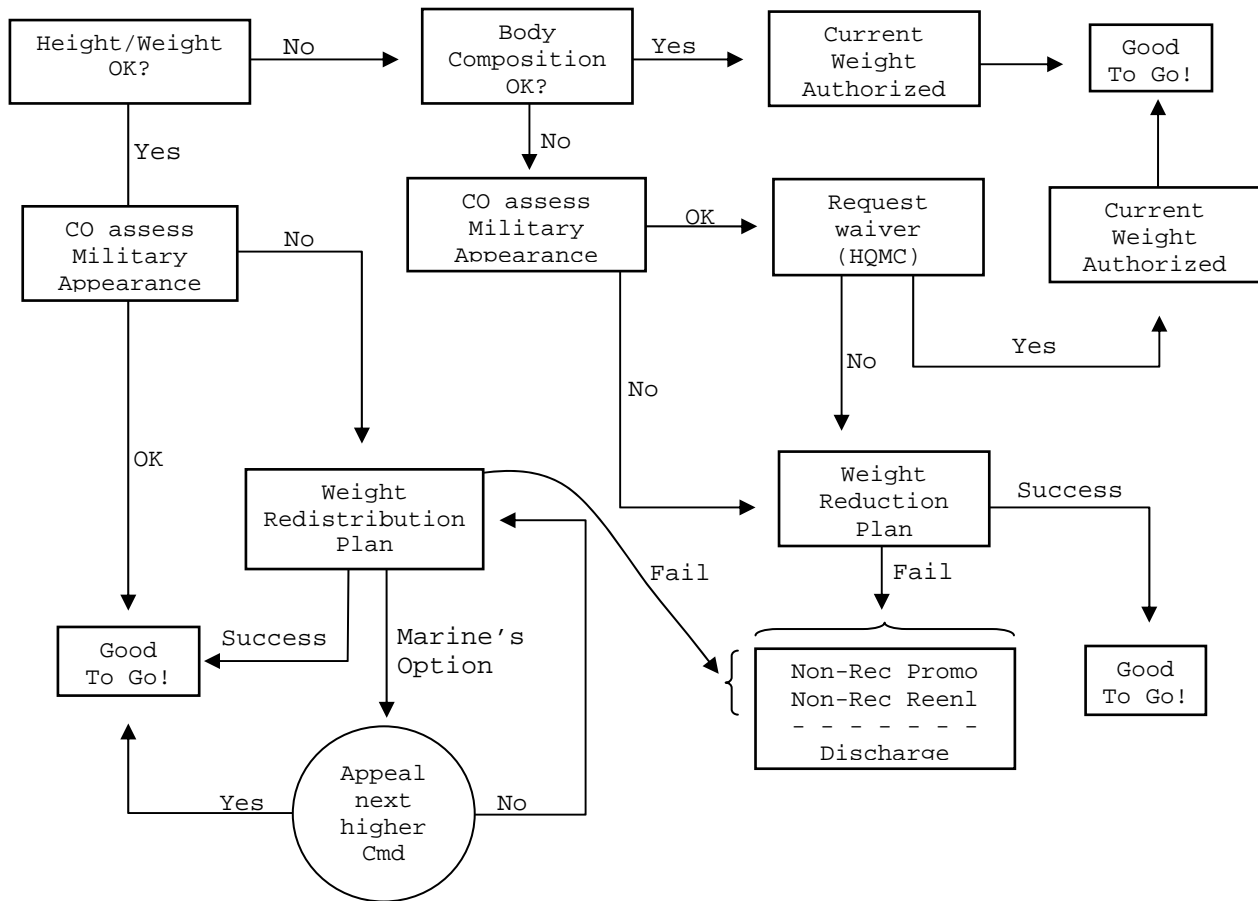 Height/Weight
OK?
No
Body
Composition
OK?
Yes
Current
Weight
Authorized
Good
To Go!
Yes
No
CO assess
Military
Appearance
No
CO assess
Military
Appearance
OK
Request
waiver
(HQMC)
Current
Weight
Authorized
No
Yes
No
OK
Weight
Redistribution
Plan
Weight
Reduction
Plan
Success
Fail
Fail
Good
To Go!
Success
Marine's
Option
Non-Rec Promo
Non-Rec Reenl
- - - - - - -
Discharge
Good
To Go!
Appeal
next
higher
Cmd
Yes
No